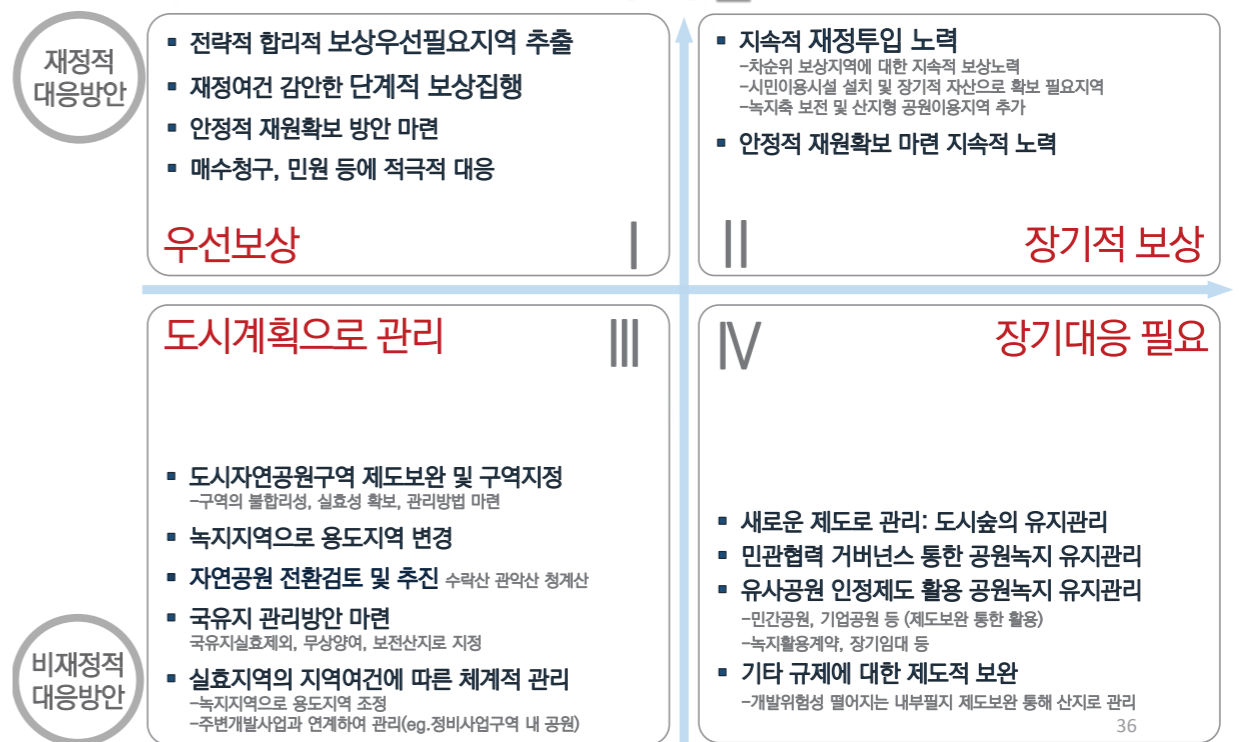 재정적
대응방안
▪ 전략적 합리적 보상우선필요지역 추출
▪ 재정여건 감안한 단계적 보상집행
▪ 안정적 재원확보 방안 마련
▪ 매수청구, 민원 등에 적극적 대응
우선보상
Ⅰ
▪ 지속적 재정투입 노력
-차순위 보상지역에 대한 지속적 보상노력
-시민이용시설 설치 및 장기적 자산으로 확보 필요지역
-녹지축 보전 및 산지형 공원이용지역 추가
▪ 안정적 재원확보 마련 지속적 노력
Ⅱ
장기적 보상
도시계획으로 관리
Ⅲ
▪ 도시자연공원구역 제도보완 및 구역지정
-구역의 불합리성, 실효성 확보, 관리방법 마련
▪ 녹지지역으로 용도지역 변경
▪ 자연공원 전환검토 및 추진 수락산 관악산 청계산
▪ 국유지 관리방안 마련
국유지실효제외, 무상양여, 보전산지로 지정
▪ 실효지역의 지역여건에 따른 체계적 관리
-녹지지역으로 용도지역 조정
-주변개발사업과 연계하여 관리(eg.정비사업구역 내 공원)
비재정적
대응방안
Ⅳ
장기대응 필요
▪ 새로운 제도로 관리: 도시숲의 유지관리
▪ 민관협력 거버넌스 통한 공원녹지 유지관리
▪ 유사공원 인정제도 활용 공원녹지 유지관리
-민간공원, 기업공원 등 (제도보완 통한 활용)
-녹지활용계약, 장기임대 등
▪ 기타 규제에 대한 제도적 보완
-개발위험성 떨어지는 내부필지 제도보완 통해 산지로 관리
36